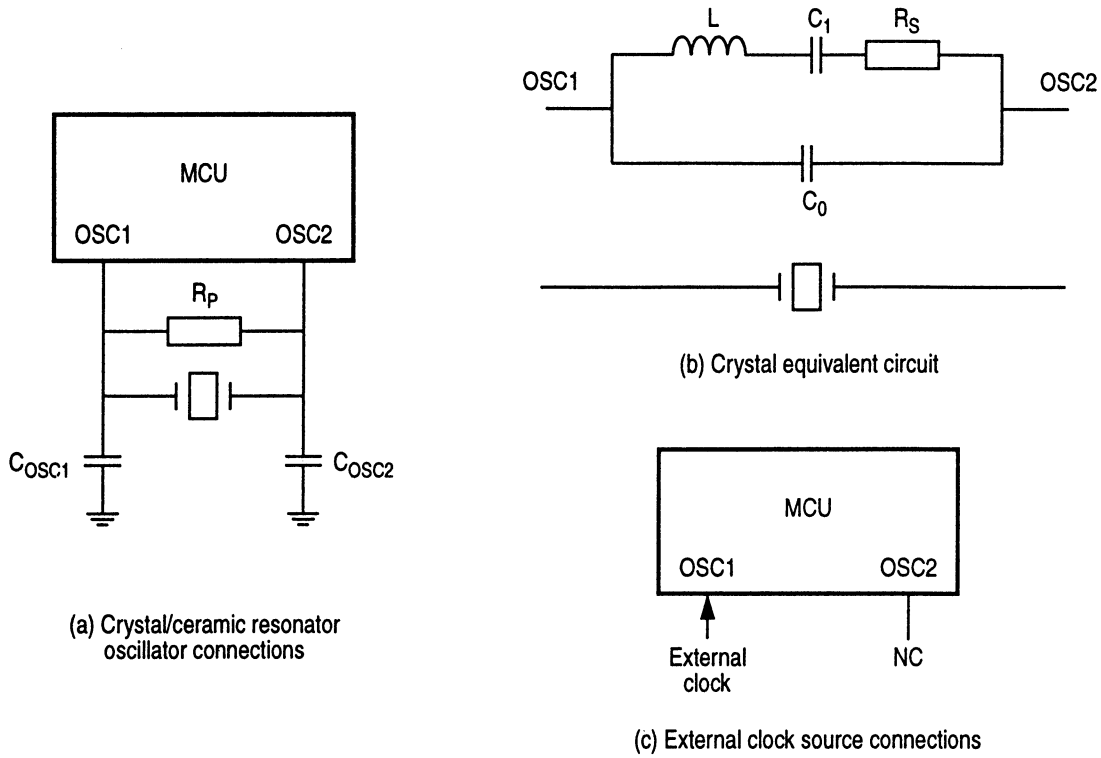 MCU
OSC1 OSC2
R_P
C_OSC1 C_OSC2
(a) Crystal/ceramic resonator
oscillator connections
L C_1 R_S
OSC1 OSC2
C_0
(b) Crystal equivalent circuit
MCU
OSC1 OSC2
External
clock
NC
(c) External clock source connections